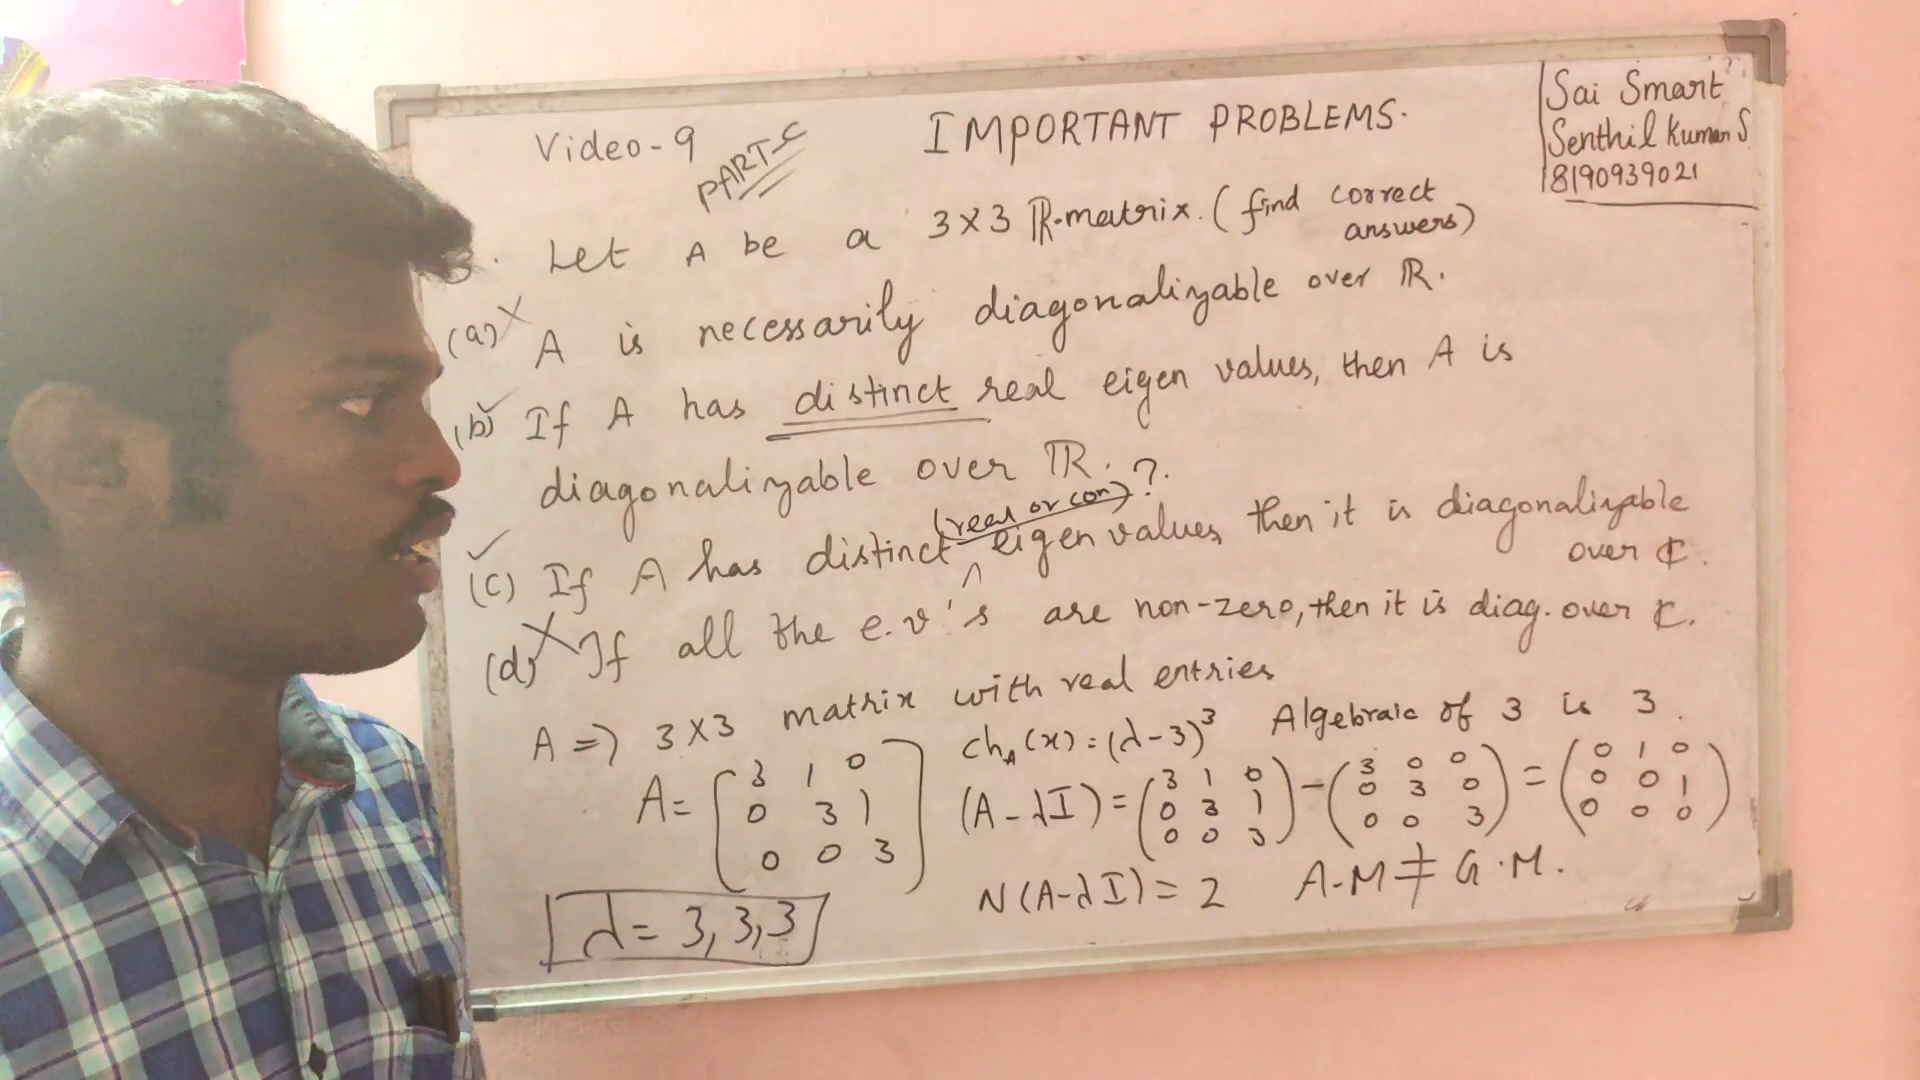 Video-9
PART-C
IMPORTANT PROBLEMS.
Sai Smart
Senthil Kumar S
8190939021
Let A be a 3×3 ℝ-matrix. (find correct
answers)
(a) X A is necessarily diagonalizable over ℝ.
(b) ✓ If A has distinct real eigen values, then A is
diagonalizable over ℝ.
(real or com) ?.
✓
(c) If A has distinct ^ eigen values, then it is diagonalizable
over ₵.
(d) X If all the e.v's are non-zero, then it is diag. over ₵.
A => 3×3 matrix with real entries
ch_A(x) = (λ-3)³ Algebraic of 3 is 3.
A = [3 1 0
0 3 1
0 0 3]
(A-λI) = (3 1 0
0 3 1
0 0 3) - (3 0 0
0 3 0
0 0 3) = (0 1 0
0 0 1
0 0 0)
N(A-λI) = 2 A-M ≠ G.M.
λ = 3, 3, 3